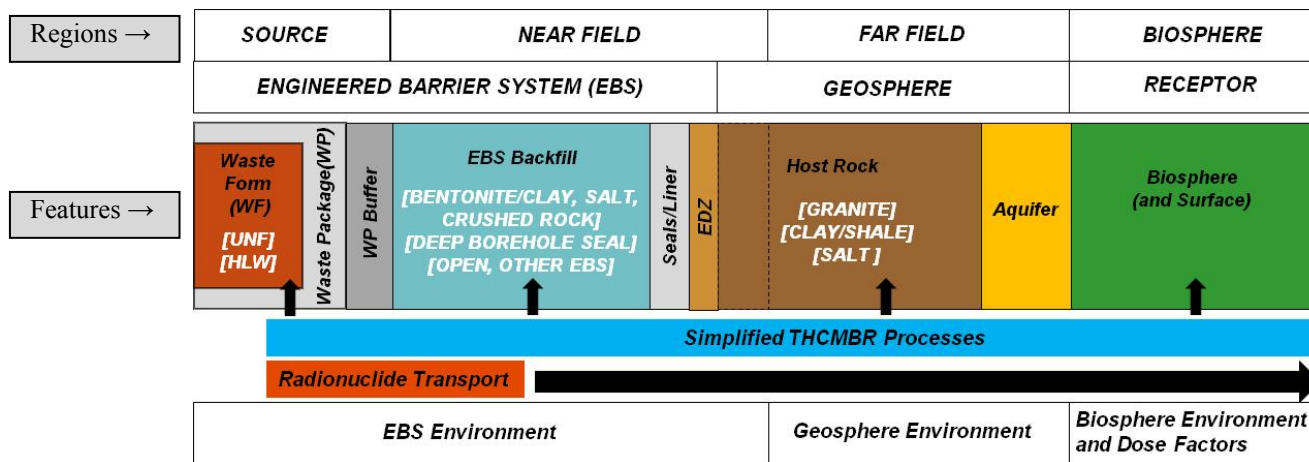 Regions →
SOURCE
NEAR FIELD
FAR FIELD
BIOSPHERE
ENGINEERED BARRIER SYSTEM (EBS)
GEOSPHERE
RECEPTOR
Features →
Waste
Form
(WF)
[UNF]
[HLW]
Waste Package(WP)
WP Buffer
EBS Backfill
[BENTONITE/CLAY, SALT,
CRUSHED ROCK]
[DEEP BOREHOLE SEAL]
[OPEN, OTHER EBS]
Seals/Liner
EDZ
Host Rock
[GRANITE]
[CLAY/SHALE]
[SALT ]
Aquifer
Biosphere
(and Surface)
Simplified THCMBR Processes
Radionuclide Transport
EBS Environment
Geosphere Environment
Biosphere Environment
and Dose Factors